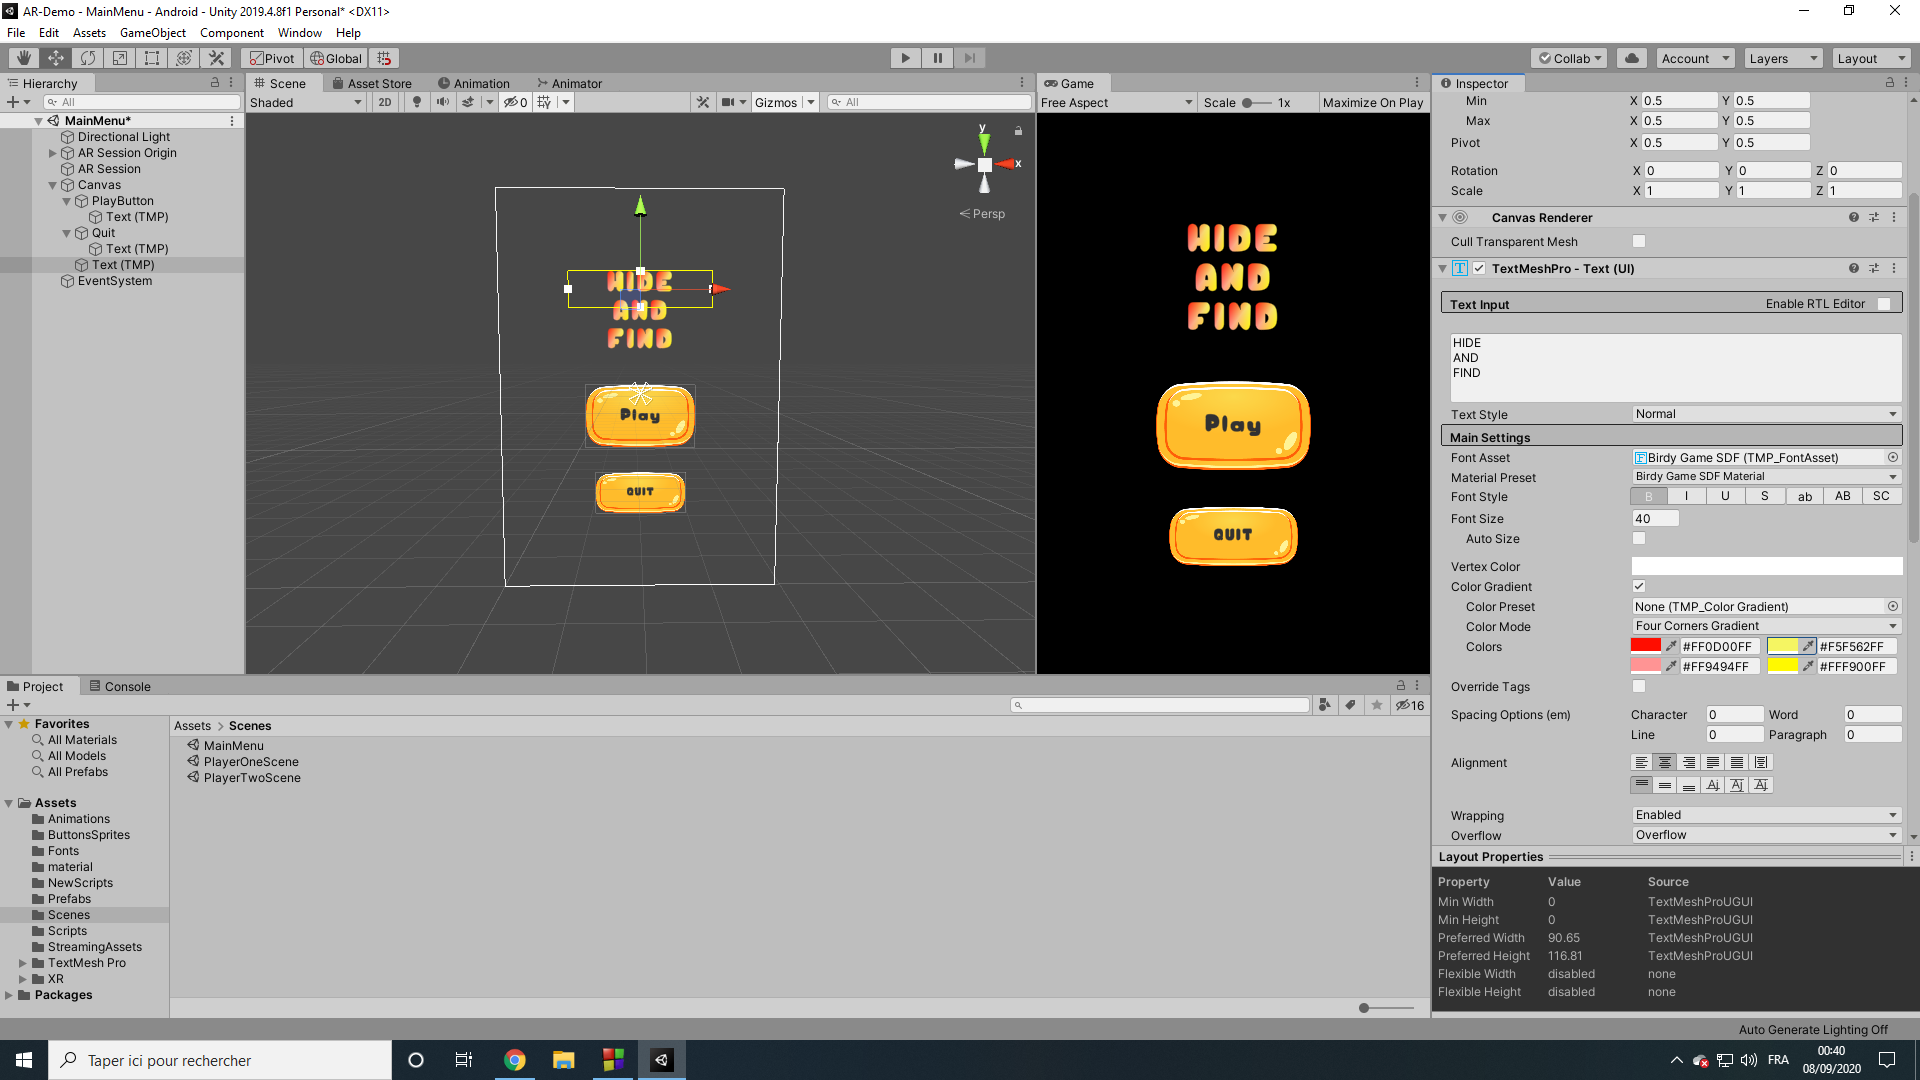 AR-Demo - MainMenu - Android - Unity 2019.4.8f1 Personal* <DX11>
File Edit Assets GameObject Component Window Help
Pivot Global Collab Account Layers Layout
Hierarchy
All
MainMenu*
Directional Light
AR Session Origin
AR Session
Canvas
PlayButton
Text (TMP)
Quit
Text (TMP)
Text (TMP)
EventSystem
Scene Asset Store Animation Animator
Shaded 2D 0 Gizmos All
y
x
Persp
HIDE
AND
FIND
Play
QUIT
Game
Free Aspect Scale 1x Maximize On Play
HIDE
AND
FIND
Play
QUIT
Inspector
Min X 0.5 Y 0.5
Max X 0.5 Y 0.5
Pivot X 0.5 Y 0.5
Rotation X 0 Y 0 Z 0
Scale X 1 Y 1 Z 1
Canvas Renderer
Cull Transparent Mesh
TextMeshPro - Text (UI)
Text Input Enable RTL Editor
HIDE
AND
FIND
Text Style Normal
Main Settings
Font Asset Birdy Game SDF (TMP_FontAsset)
Material Preset Birdy Game SDF Material
Font Style B I U S ab AB SC
Font Size 40
Auto Size
Vertex Color
Color Gradient
Color Preset None (TMP_Color Gradient)
Color Mode Four Corners Gradient
Colors #FF0D00FF #F5F562FF
#FF9494FF #FFF900FF
Override Tags
Spacing Options (em) Character 0 Word 0
Line 0 Paragraph 0
Alignment
Wrapping Enabled
Overflow Overflow
Layout Properties
Property Value Source
Min Width 0 TextMeshProUGUI
Min Height 0 TextMeshProUGUI
Preferred Width 90.65 TextMeshProUGUI
Preferred Height 116.81 TextMeshProUGUI
Flexible Width disabled none
Flexible Height disabled none
Project Console
16
Favorites
All Materials
All Models
All Prefabs
Assets
Animations
ButtonsSprites
Fonts
material
NewScripts
Prefabs
Scenes
Scripts
StreamingAssets
TextMesh Pro
XR
Packages
Assets > Scenes
MainMenu
PlayerOneScene
PlayerTwoScene
Auto Generate Lighting Off
Taper ici pour rechercher
FRA
00:40
08/09/2020